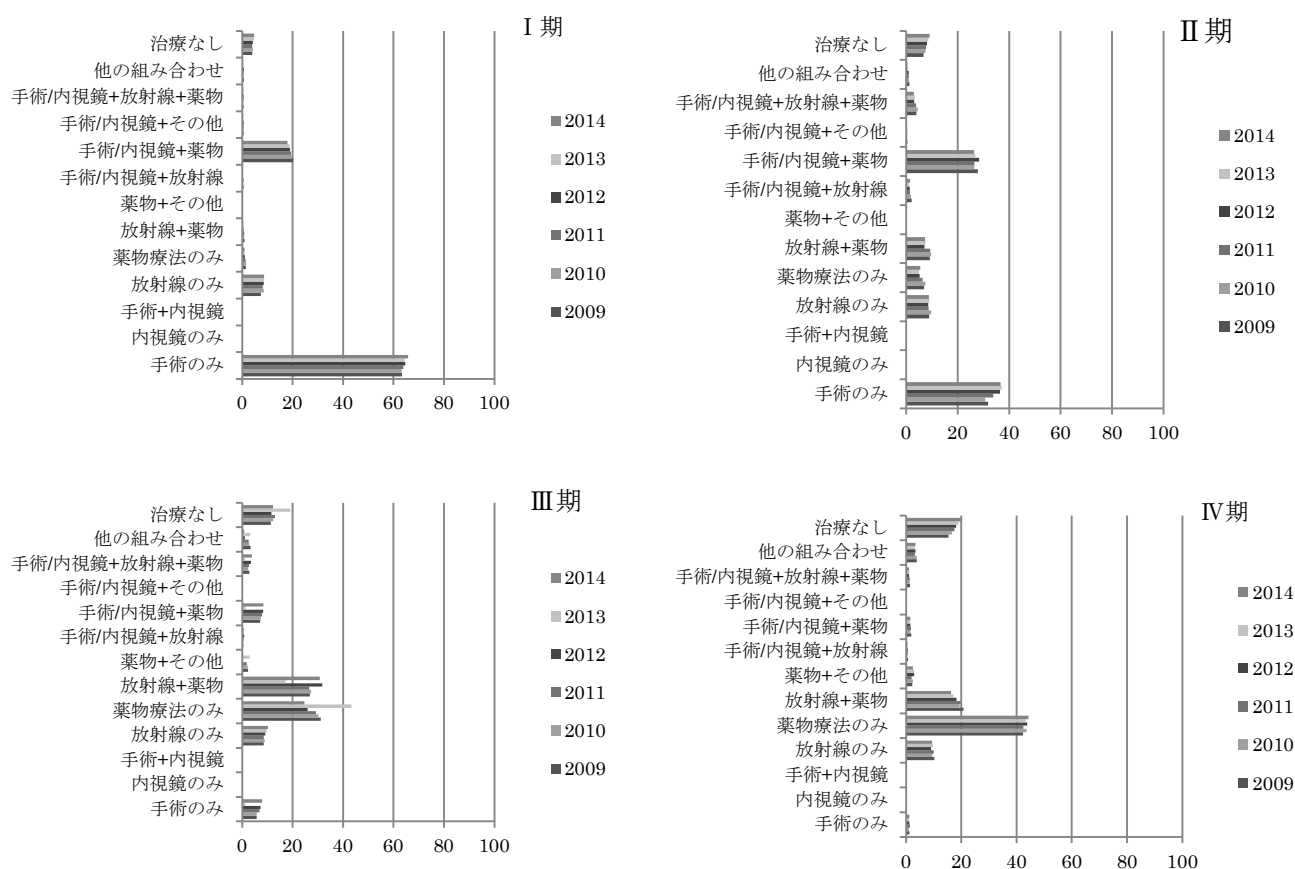 Ⅰ期
治療なし
他の組み合わせ
手術/内視鏡+放射線+薬物
手術/内視鏡+その他
手術/内視鏡+薬物
手術/内視鏡+放射線
薬物+その他
放射線+薬物
薬物療法のみ
放射線のみ
手術+内視鏡
内視鏡のみ
手術のみ
0 20 40 60 80 100
2014
2013
2012
2011
2010
2009
Ⅱ期
治療なし
他の組み合わせ
手術/内視鏡+放射線+薬物
手術/内視鏡+その他
手術/内視鏡+薬物
手術/内視鏡+放射線
薬物+その他
放射線+薬物
薬物療法のみ
放射線のみ
手術+内視鏡
内視鏡のみ
手術のみ
0 20 40 60 80 100
2014
2013
2012
2011
2010
2009
Ⅲ期
治療なし
他の組み合わせ
手術/内視鏡+放射線+薬物
手術/内視鏡+その他
手術/内視鏡+薬物
手術/内視鏡+放射線
薬物+その他
放射線+薬物
薬物療法のみ
放射線のみ
手術+内視鏡
内視鏡のみ
手術のみ
0 20 40 60 80 100
2014
2013
2012
2011
2010
2009
Ⅳ期
治療なし
他の組み合わせ
手術/内視鏡+放射線+薬物
手術/内視鏡+その他
手術/内視鏡+薬物
手術/内視鏡+放射線
薬物+その他
放射線+薬物
薬物療法のみ
放射線のみ
手術+内視鏡
内視鏡のみ
手術のみ
0 20 40 60 80 100
2014
2013
2012
2011
2010
2009